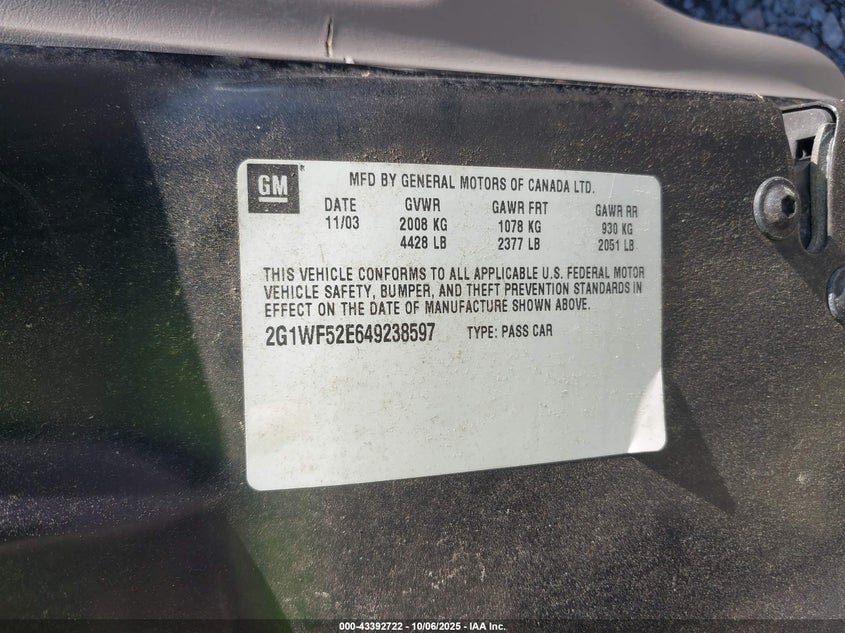 GM ®
MFD BY GENERAL MOTORS OF CANADA LTD.
DATE GVWR GAWR FRT GAWR RR
11/03 2008 KG 1078 KG 930 KG
4428 LB 2377 LB 2051 LB
THIS VEHICLE CONFORMS TO ALL APPLICABLE U.S. FEDERAL MOTOR
VEHICLE SAFETY, BUMPER, AND THEFT PREVENTION STANDARDS IN
EFFECT ON THE DATE OF MANUFACTURE SHOWN ABOVE.
2G1WF52E649238597 TYPE: PASS CAR
000-43392722 - 10/06/2025 - IAA Inc.